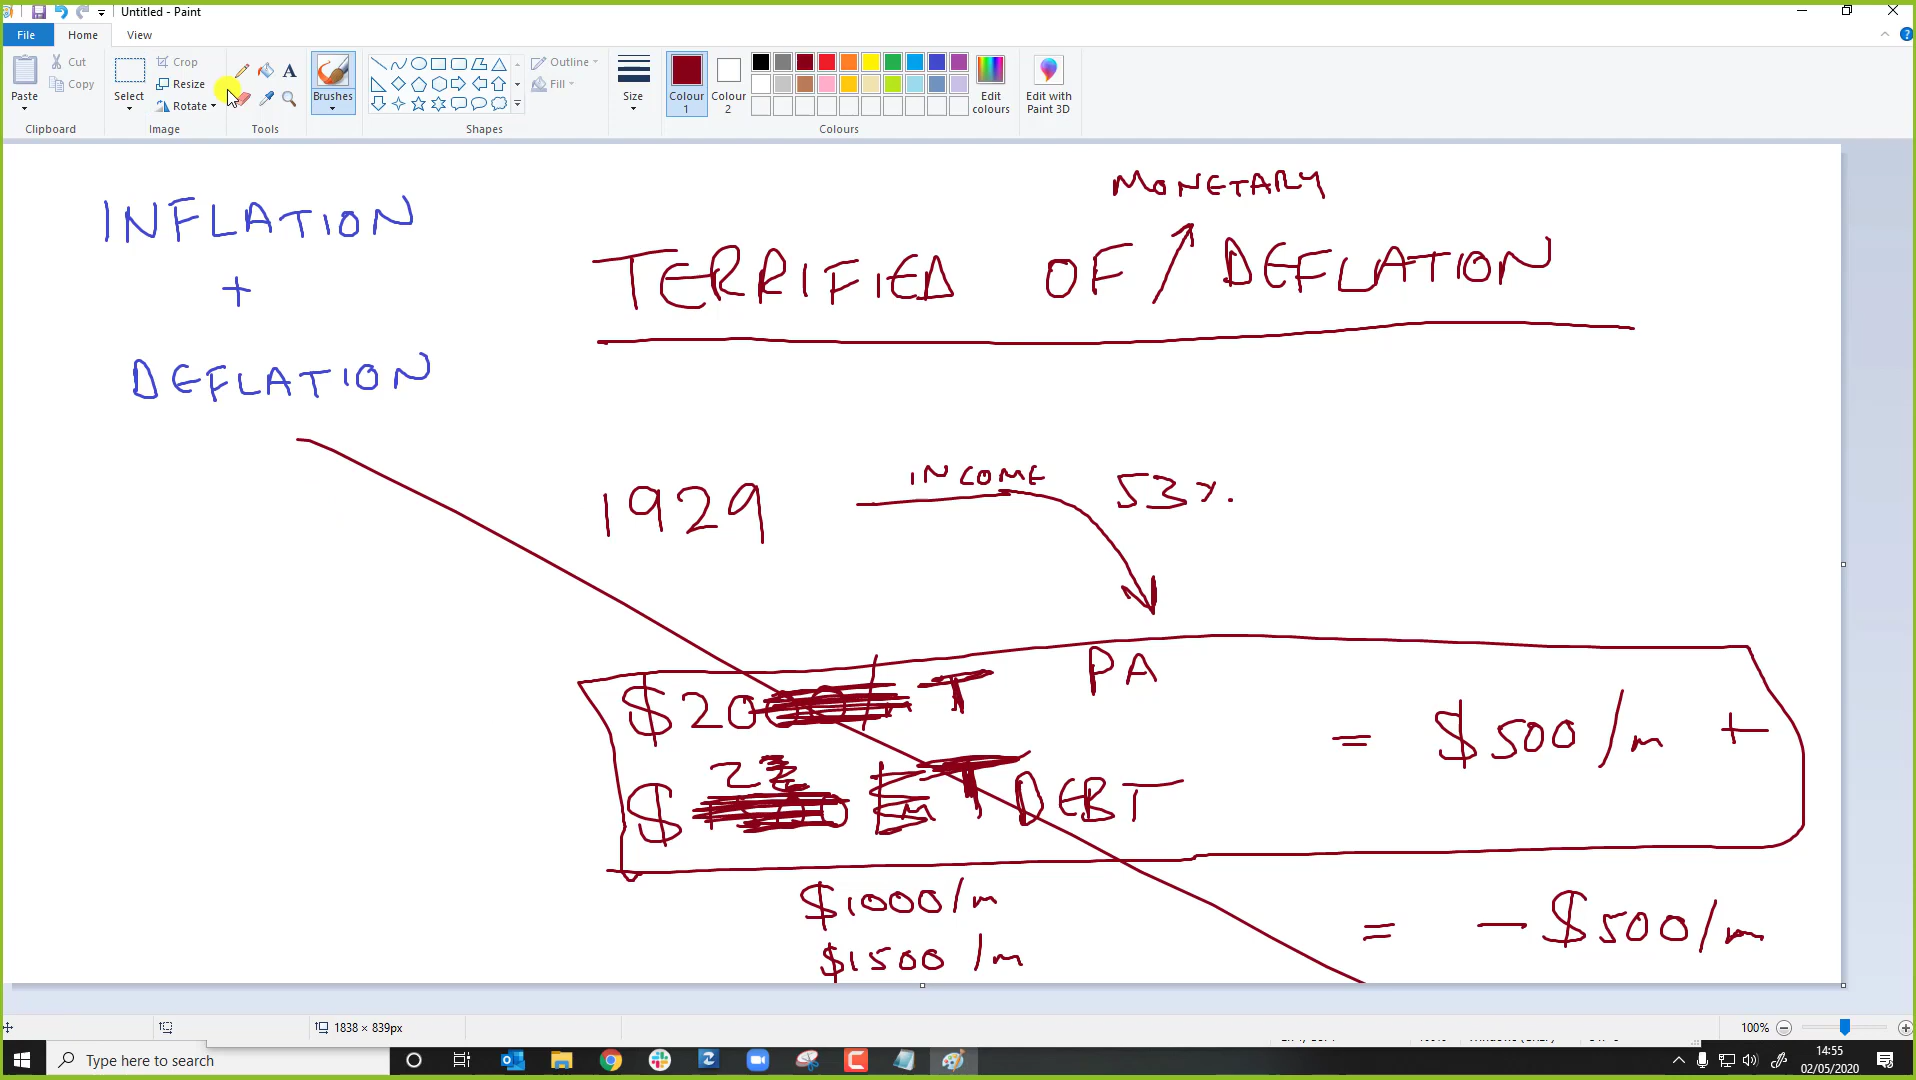 Untitled - Paint
File
Home
View
Paste
Cut
Copy
Clipboard
Select
Crop
Resize
Rotate
Image
A
Tools
Brushes
Shapes
Outline
Fill
Size
Colour
1
Colour
2
Edit
colours
Colours
Edit with
Paint 3D
INFLATION
+
DEFLATION
MONETARY
TERRIFIED OF DEFLATION
1929
INCOME
53%
PA
$20 T
= $500/m +
22
$ T DEBT
$1000/m
$1500/m
= -$500/m
1838 × 839px
100%
Type here to search
14:55
02/05/2020